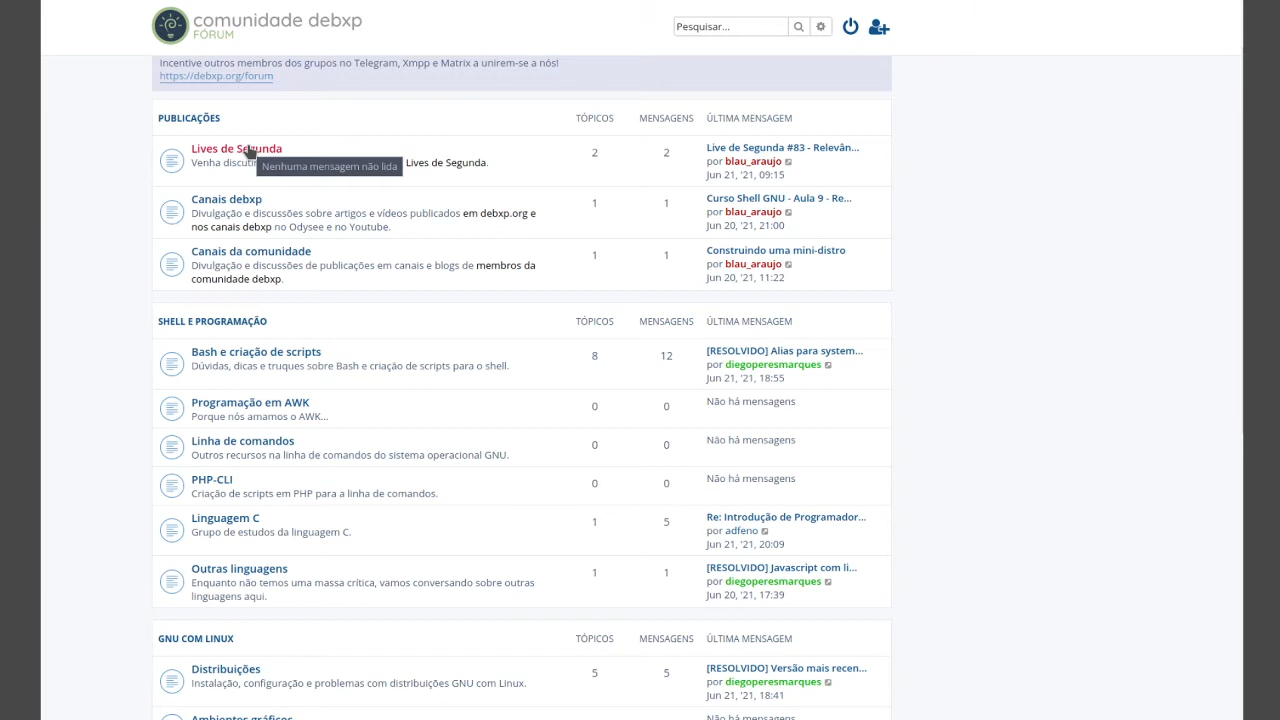 comunidade debxp
FÓRUM
Pesquisar...
Incentive outros membros dos grupos no Telegram, Xmpp e Matrix a unirem-se a nós!
https://debxp.org/forum
PUBLICAÇÕES TÓPICOS MENSAGENS ÚLTIMA MENSAGEM
Lives de Segunda 2 2 Live de Segunda #83 - Relevân...
Venha discutir Nenhuma mensagem não lida Lives de Segunda. por blau_araujo
Jun 21, '21, 09:15
Canais debxp 1 1 Curso Shell GNU - Aula 9 - Re...
Divulgação e discussões sobre artigos e vídeos publicados em debxp.org e por blau_araujo
nos canais debxp no Odysee e no Youtube. Jun 20, '21, 21:00
Canais da comunidade 1 1 Construindo uma mini-distro
Divulgação e discussões de publicações em canais e blogs de membros da por blau_araujo
comunidade debxp. Jun 20, '21, 11:22
SHELL E PROGRAMAÇÃO TÓPICOS MENSAGENS ÚLTIMA MENSAGEM
Bash e criação de scripts 8 12 [RESOLVIDO] Alias para system...
Dúvidas, dicas e truques sobre Bash e criação de scripts para o shell. por diegoperesmarques
Jun 21, '21, 18:55
Programação em AWK 0 0 Não há mensagens
Porque nós amamos o AWK...
Linha de comandos 0 0 Não há mensagens
Outros recursos na linha de comandos do sistema operacional GNU.
PHP-CLI 0 0 Não há mensagens
Criação de scripts em PHP para a linha de comandos.
Linguagem C 1 5 Re: Introdução de Programador...
Grupo de estudos da linguagem C. por adfeno
Jun 21, '21, 20:09
Outras linguagens 1 1 [RESOLVIDO] Javascript com li...
Enquanto não temos uma massa crítica, vamos conversando sobre outras por diegoperesmarques
linguagens aqui. Jun 20, '21, 17:39
GNU COM LINUX TÓPICOS MENSAGENS ÚLTIMA MENSAGEM
Distribuições 5 5 [RESOLVIDO] Versão mais recen...
Instalação, configuração e problemas com distribuições GNU com Linux. por diegoperesmarques
Jun 21, '21, 18:41
Ambientes gráficos Não há mensagens